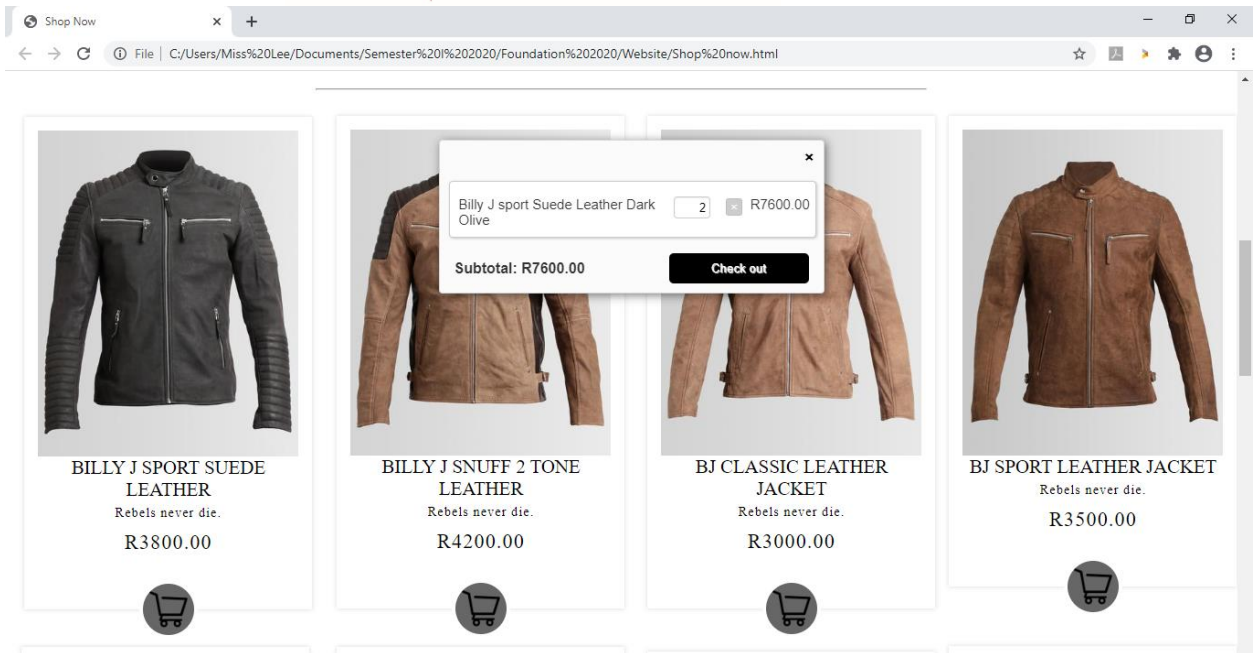 Shop Now
File | C:/Users/Miss%20Lee/Documents/Semester%20I%202020/Foundation%202020/Website/Shop%20now.html
Billy J sport Suede Leather Dark
Olive
2
R7600.00
Subtotal: R7600.00
Check out
BILLY J SPORT SUEDE
LEATHER
Rebels never die.
R3800.00
BILLY J SNUFF 2 TONE
LEATHER
Rebels never die.
R4200.00
BJ CLASSIC LEATHER
JACKET
Rebels never die.
R3000.00
BJ SPORT LEATHER JACKET
Rebels never die.
R3500.00